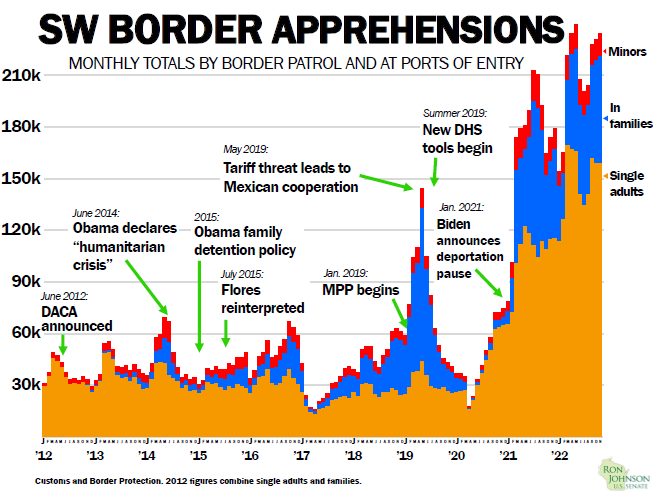 SW BORDER APPREHENSIONS
MONTHLY TOTALS BY BORDER PATROL AND AT PORTS OF ENTRY
210k
180k
150k
120k
90k
60k
30k
Minors
In
families
Single
adults
June 2012:
DACA
announced
June 2014:
Obama declares
“humanitarian
crisis”
2015:
Obama family
detention policy
July 2015:
Flores
reinterpreted
May 2019:
Tariff threat leads to
Mexican cooperation
Jan. 2019:
MPP begins
Summer 2019:
New DHS
tools begin
Jan. 2021:
Biden
announces
deportation
pause
'12 '13 '14 '15 '16 '17 '18 '19 '20 '21 '22
Customs and Border Protection. 2012 figures combine single adults and families.
RON
JOHNSON
U.S. SENATE